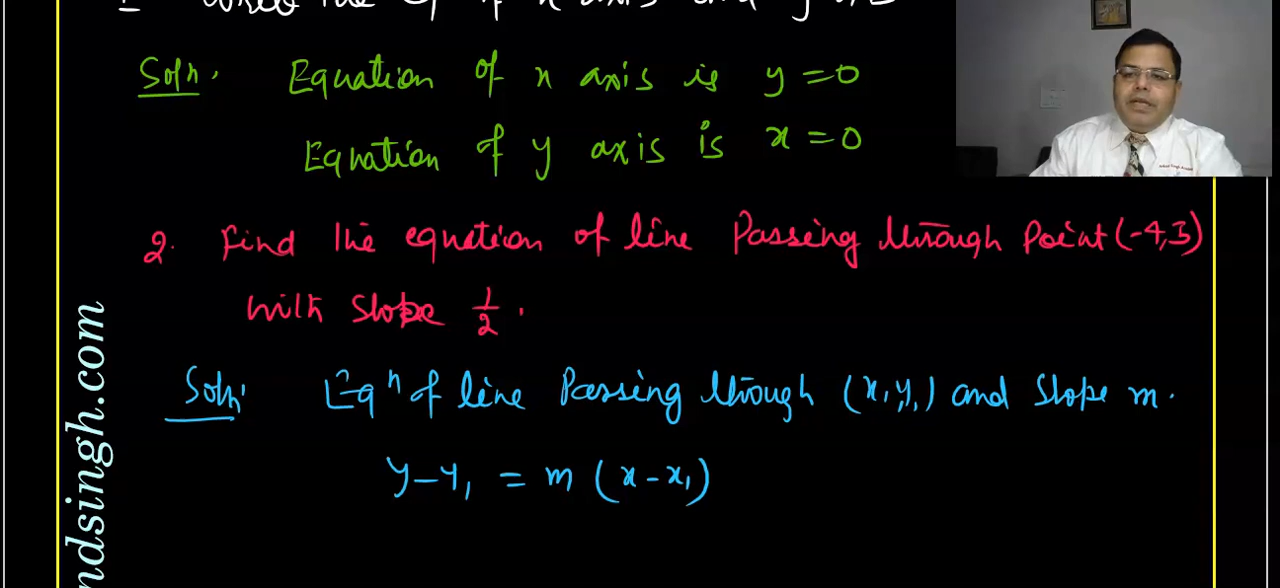 Soln.
Equation of x axis is y=0
Equation of y axis is x=0
2. Find the equation of line Passing through Point (-4,3)
with slope 1/2.
Soln: Eqⁿ of line Passing through (x₁,y₁) and slope m.
y-y₁ = m (x-x₁)
ndsingh.com